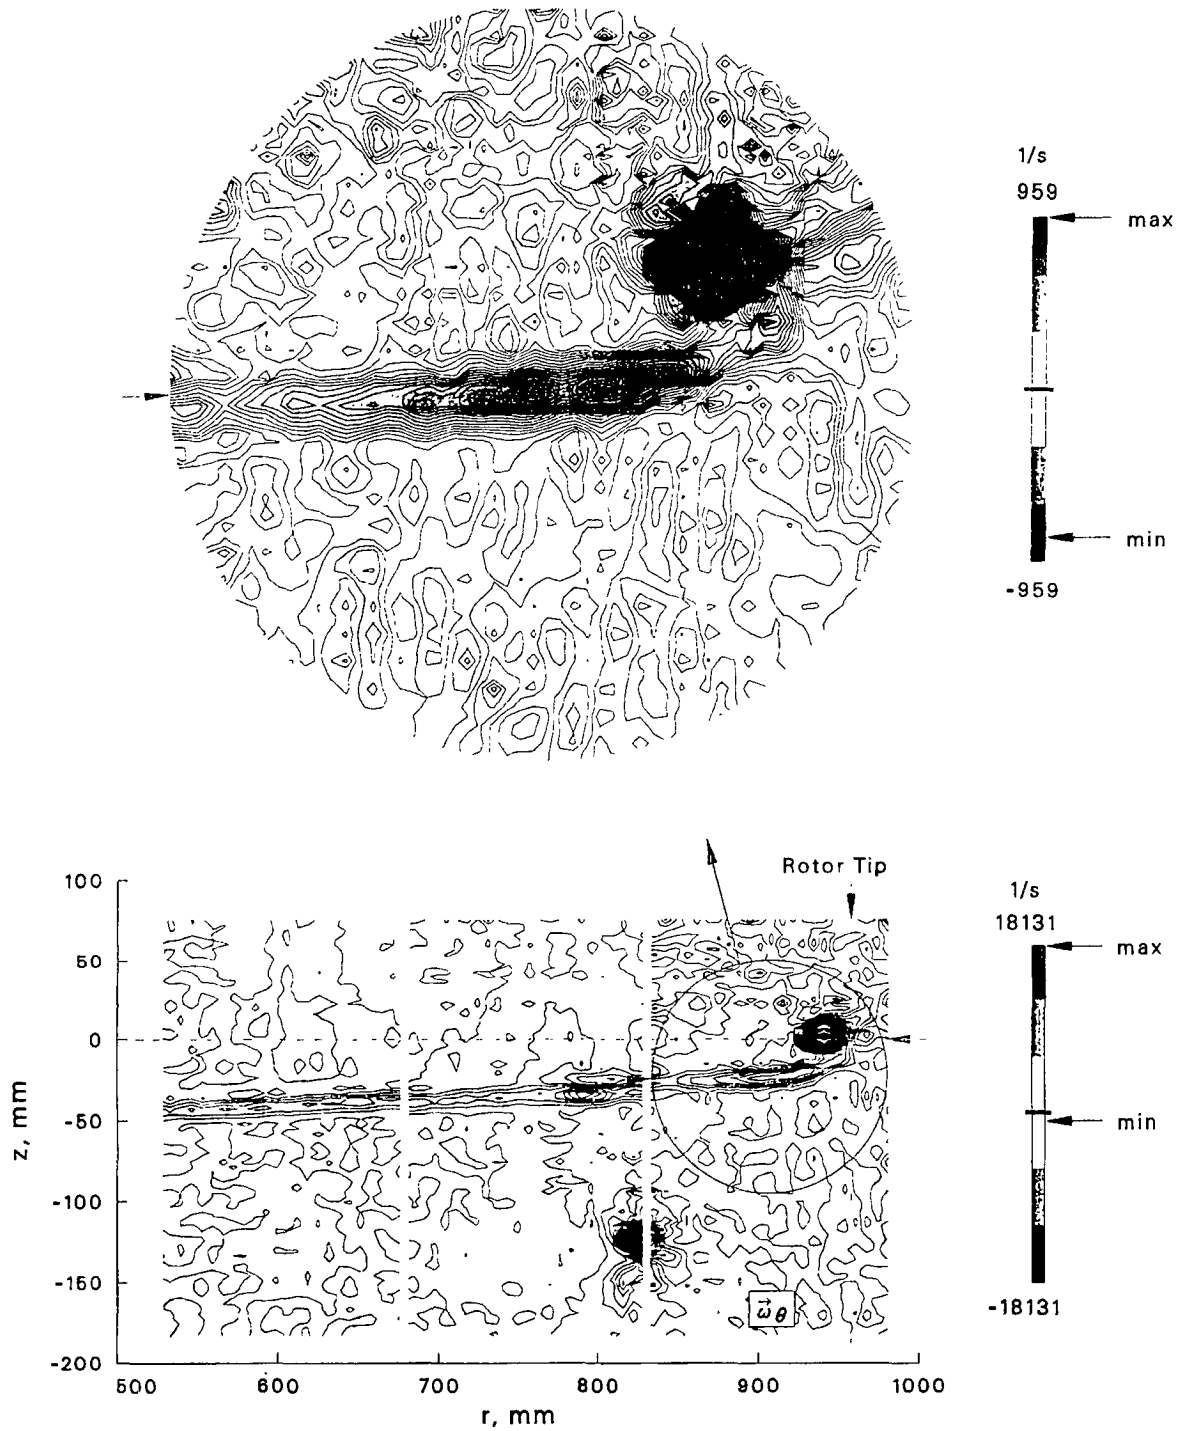 1/s
959
max
min
-959
Rotor Tip
1/s
18131
max
min
-18131
100
50
0
-50
-100
-150
-200
z, mm
ω⃗θ
500 600 700 800 900 1000
r, mm